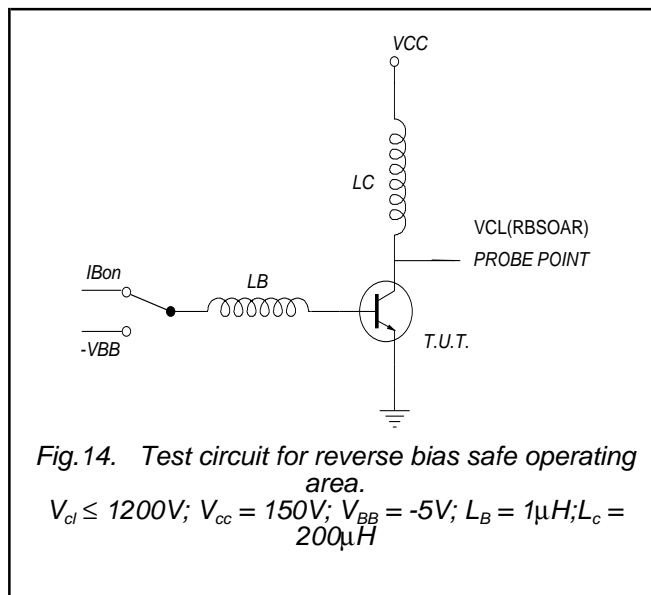 VCC
LC
VCL(RBSOAR)
PROBE POINT
IBon
LB
-VBB
T.U.T.
Fig.14. Test circuit for reverse bias safe operating
area.
Vcl ≤ 1200V; Vcc = 150V; VBB = -5V; LB = 1μH;Lc =
200μH